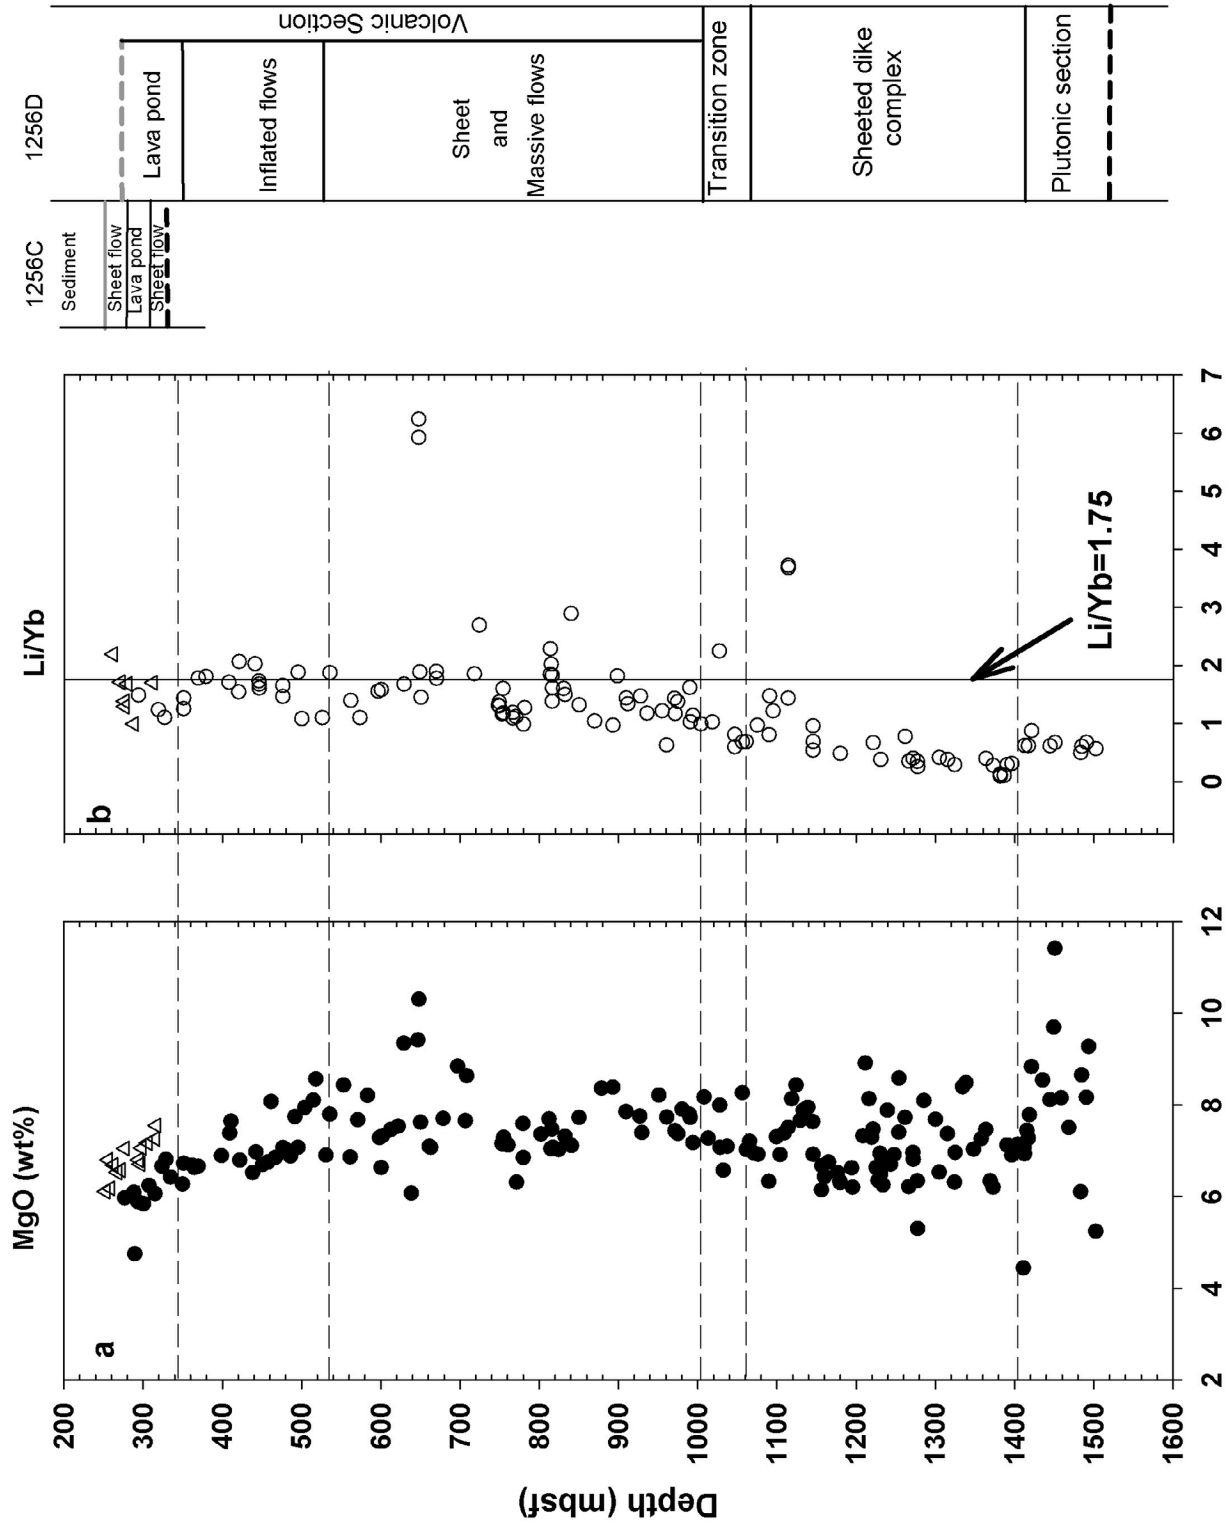 1256C
1256D
Sediment
Sheet flow
Lava pond
Sheet flow
Lava pond
Inflated flows
Sheet
and
Massive flows
Volcanic Section
Transition zone
Sheeted dike
complex
Plutonic section
MgO (wt%)
Li/Yb
a
b
Li/Yb=1.75
Depth (mbsf)
200
300
400
500
600
700
800
900
1000
1100
1200
1300
1400
1500
1600
2 4 6 8 10 12
0 1 2 3 4 5 6 7